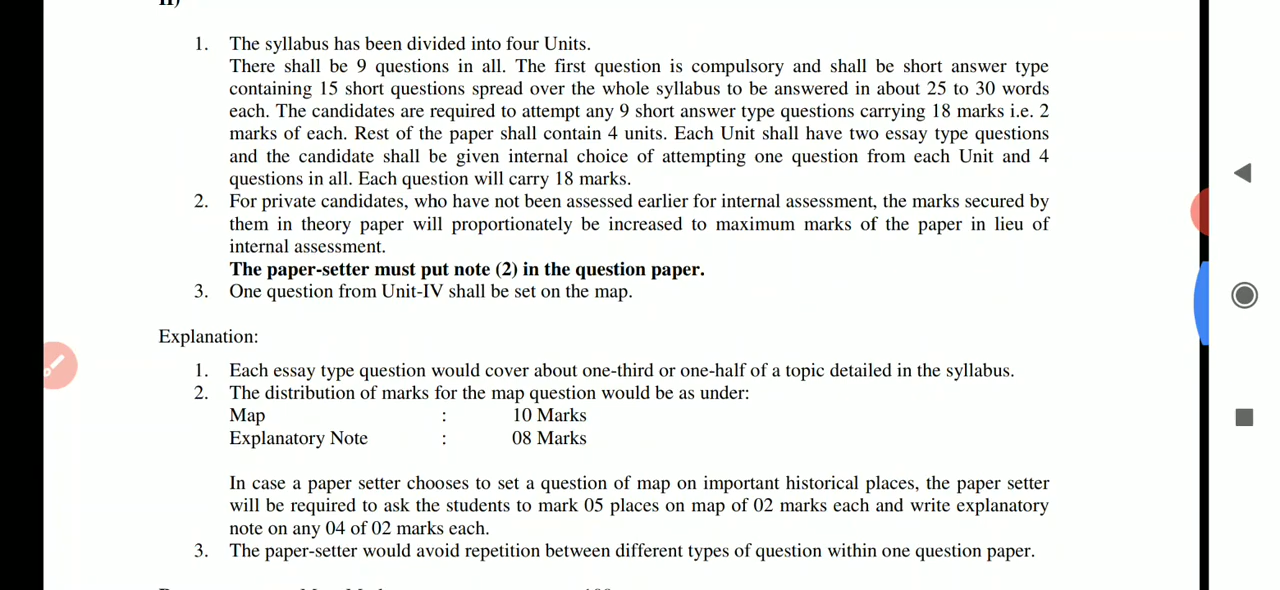 1. The syllabus has been divided into four Units.
There shall be 9 questions in all. The first question is compulsory and shall be short answer type
containing 15 short questions spread over the whole syllabus to be answered in about 25 to 30 words
each. The candidates are required to attempt any 9 short answer type questions carrying 18 marks i.e. 2
marks of each. Rest of the paper shall contain 4 units. Each Unit shall have two essay type questions
and the candidate shall be given internal choice of attempting one question from each Unit and 4
questions in all. Each question will carry 18 marks.
2. For private candidates, who have not been assessed earlier for internal assessment, the marks secured by
them in theory paper will proportionately be increased to maximum marks of the paper in lieu of
internal assessment.
The paper-setter must put note (2) in the question paper.
3. One question from Unit-IV shall be set on the map.
Explanation:
1. Each essay type question would cover about one-third or one-half of a topic detailed in the syllabus.
2. The distribution of marks for the map question would be as under:
Map : 10 Marks
Explanatory Note : 08 Marks
In case a paper setter chooses to set a question of map on important historical places, the paper setter
will be required to ask the students to mark 05 places on map of 02 marks each and write explanatory
note on any 04 of 02 marks each.
3. The paper-setter would avoid repetition between different types of question within one question paper.